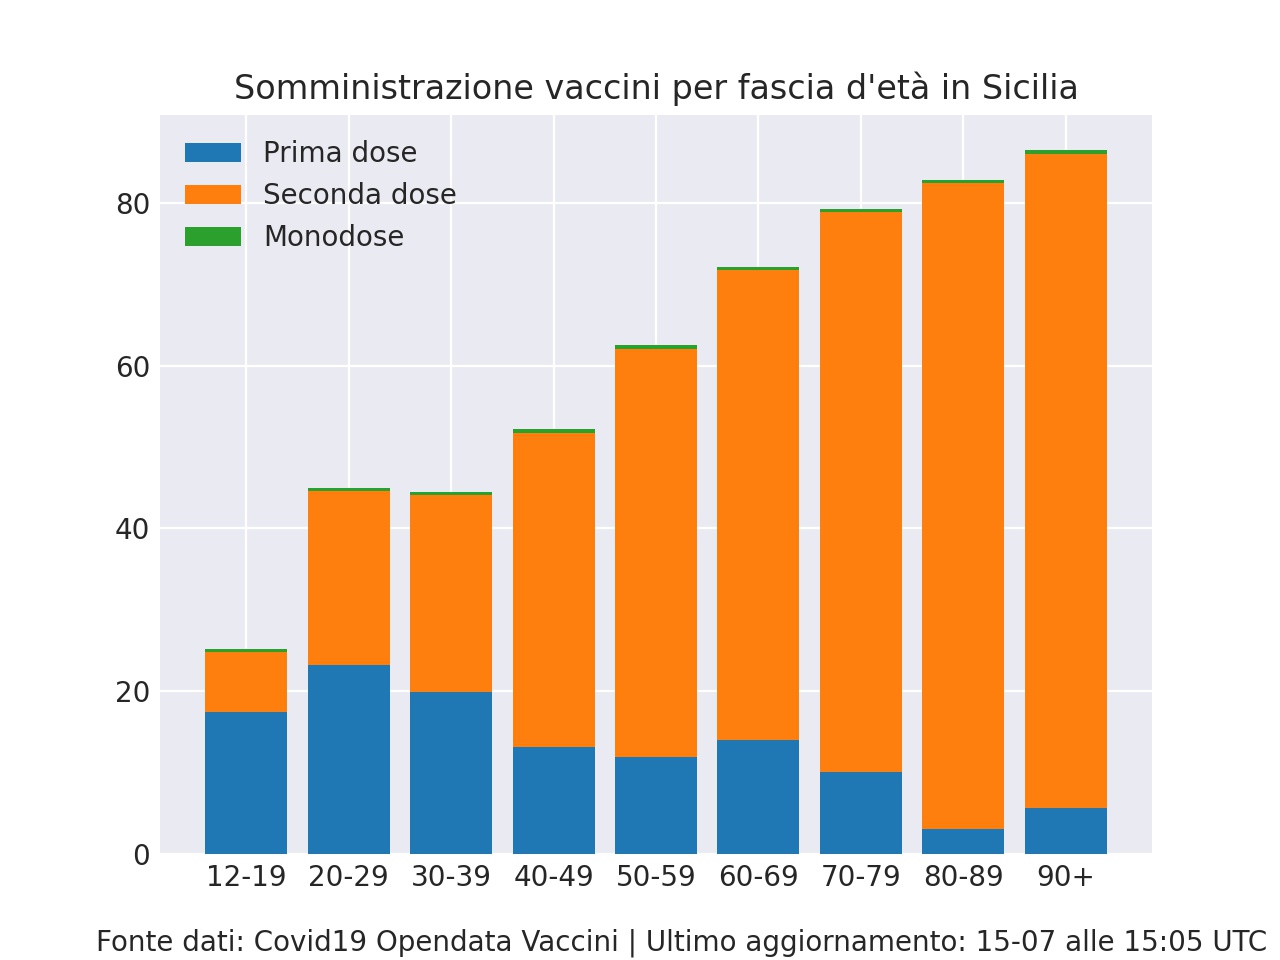 Somministrazione vaccini per fascia d'età in Sicilia
Prima dose
Seconda dose
Monodose
80
60
40
20
0
12-19 20-29 30-39 40-49 50-59 60-69 70-79 80-89 90+
Fonte dati: Covid19 Opendata Vaccini | Ultimo aggiornamento: 15-07 alle 15:05 UTC